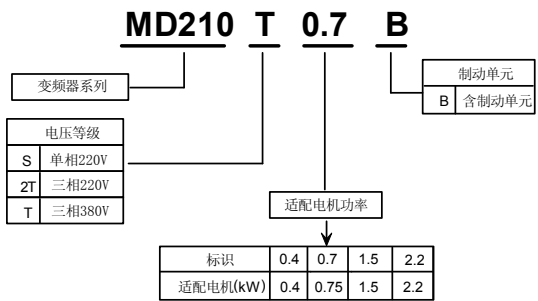 MD210 T 0.7 B
变频器系列
制动单元
B 含制动单元
电压等级
S 单相220V
2T 三相220V
T 三相380V
适配电机功率
标识 0.4 0.7 1.5 2.2
适配电机(kW) 0.4 0.75 1.5 2.2